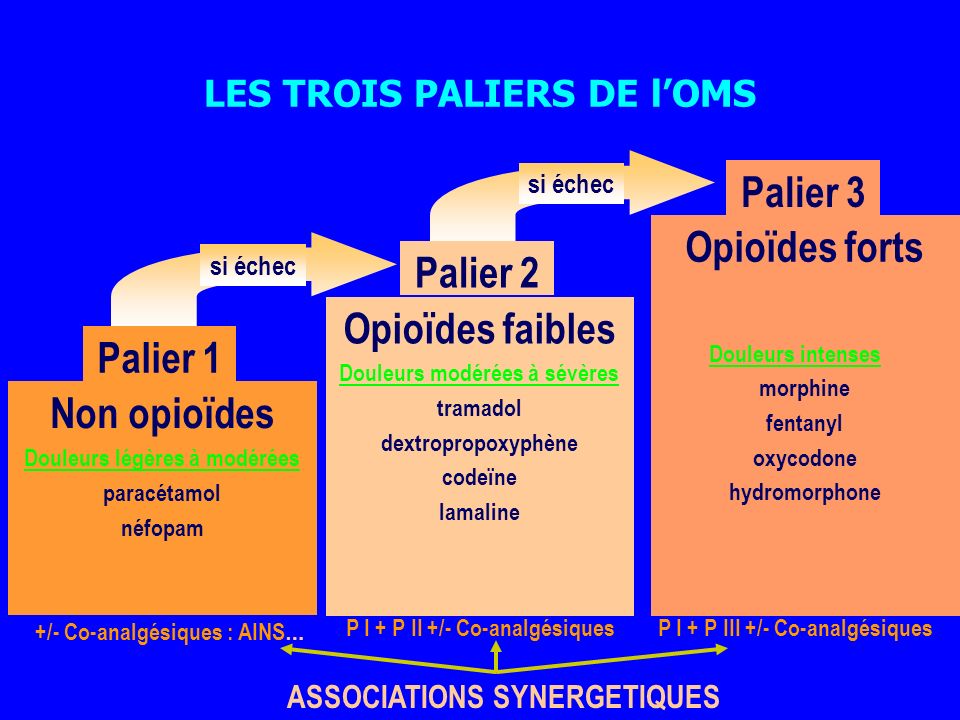 LES TROIS PALIERS DE l’OMS
si échec
Palier 3
Opioïdes forts
Douleurs intenses
morphine
fentanyl
oxycodone
hydromorphone
si échec
Palier 2
Opioïdes faibles
Douleurs modérées à sévères
tramadol
dextropropoxyphène
codeïne
lamaline
Palier 1
Non opioïdes
Douleurs légères à modérées
paracétamol
néfopam
+/- Co-analgésiques : AINS…
P I + P II +/- Co-analgésiques
P I + P III +/- Co-analgésiques
ASSOCIATIONS SYNERGETIQUES